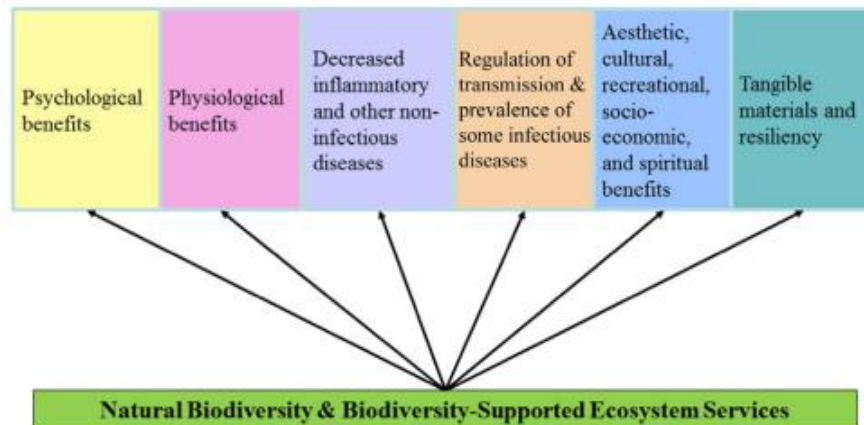 Psychological
benefits
Physiological
benefits
Decreased
inflammatory
and other non-
infectious
diseases
Regulation of
transmission &
prevalence of
some infectious
diseases
Aesthetic,
cultural,
recreational,
socio-
economic,
and spiritual
benefits
Tangible
materials and
resiliency
Natural Biodiversity & Biodiversity-Supported Ecosystem Services